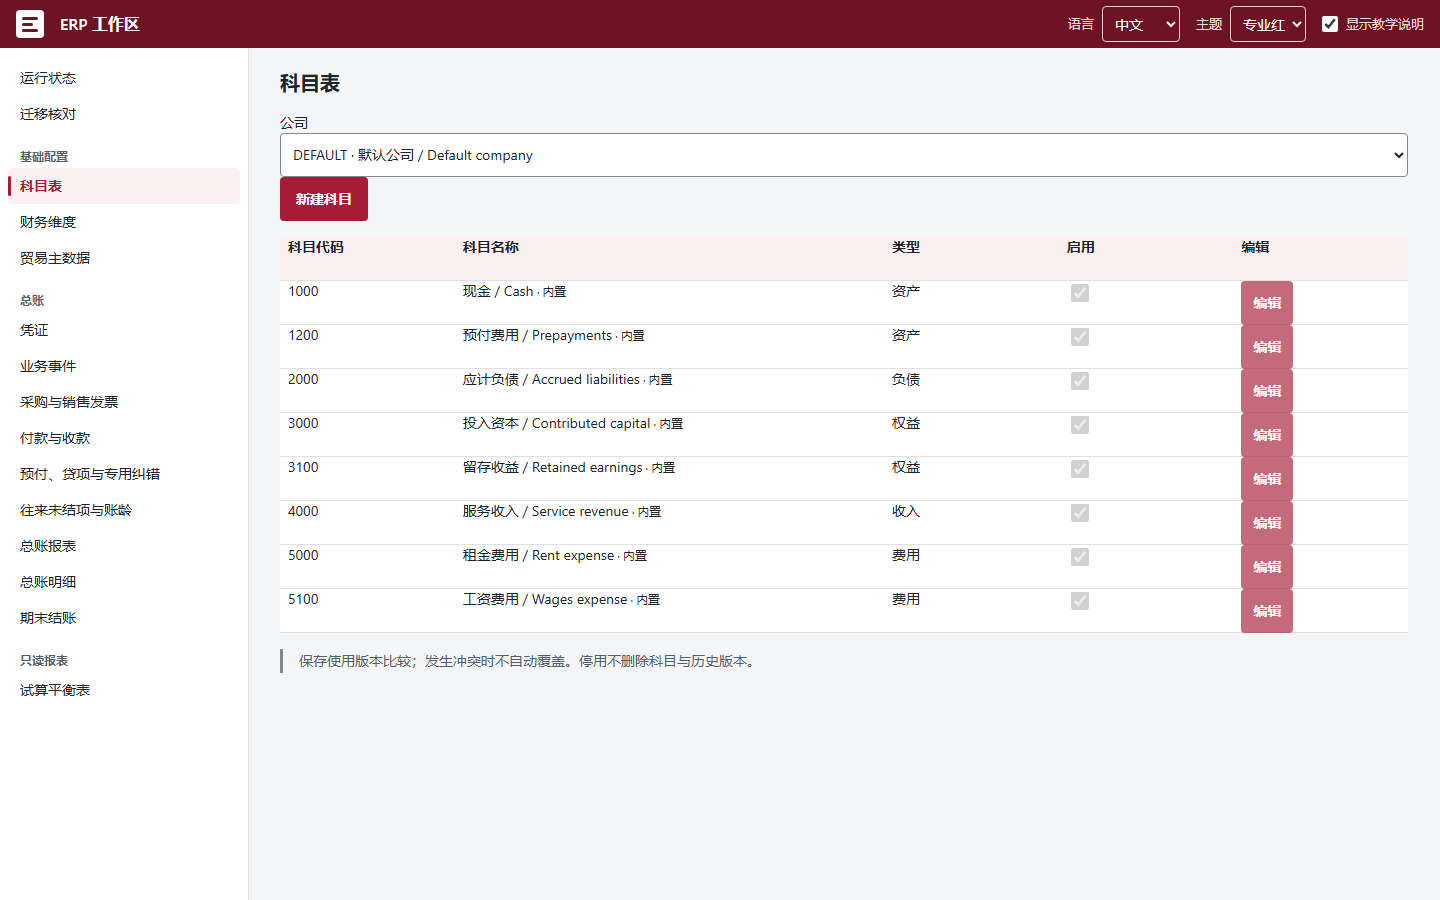 ERP 工作区 语言 中文 主题 专业红 显示教学说明
运行状态
迁移核对
基础配置
科目表
财务维度
贸易主数据
总账
凭证
业务事件
采购与销售发票
付款与收款
预付、贷项与专用纠错
往来未结项与账龄
总账报表
总账明细
期末结账
只读报表
试算平衡表
科目表
公司
DEFAULT · 默认公司 / Default company
新建科目
科目代码 科目名称 类型 启用 编辑
1000 现金 / Cash · 内置 资产 编辑
1200 预付费用 / Prepayments · 内置 资产 编辑
2000 应计负债 / Accrued liabilities · 内置 负债 编辑
3000 投入资本 / Contributed capital · 内置 权益 编辑
3100 留存收益 / Retained earnings · 内置 权益 编辑
4000 服务收入 / Service revenue · 内置 收入 编辑
5000 租金费用 / Rent expense · 内置 费用 编辑
5100 工资费用 / Wages expense · 内置 费用 编辑
保存使用版本比较；发生冲突时不自动覆盖。停用不删除科目与历史版本。